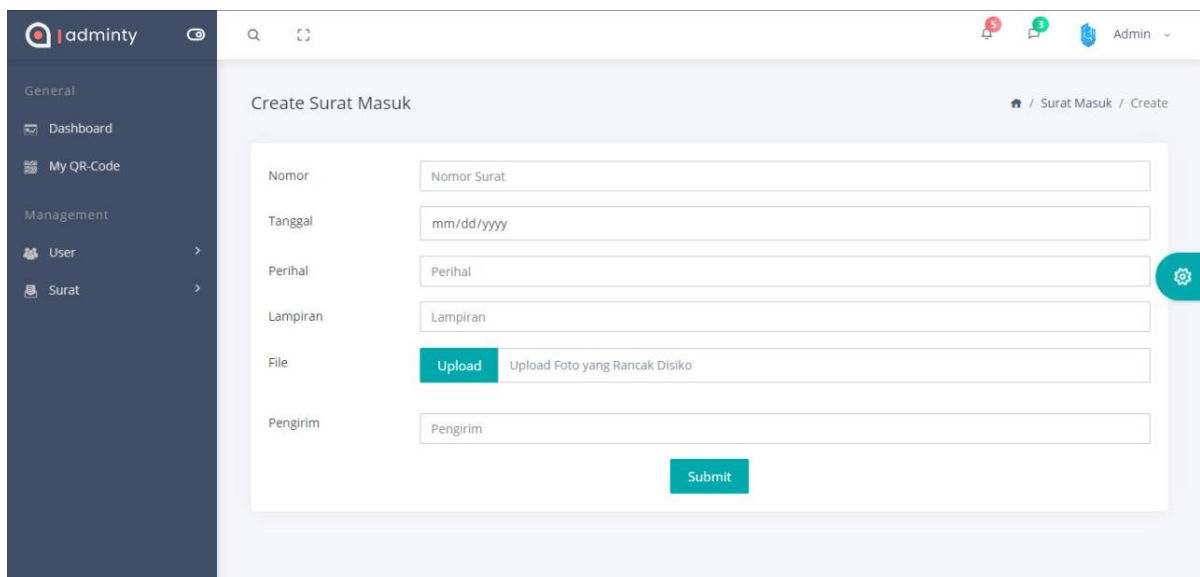 adminty
5
3
Admin
General
Dashboard
My QR-Code
Management
User
Surat
Create Surat Masuk
/ Surat Masuk / Create
Nomor
Nomor Surat
Tanggal
mm/dd/yyyy
Perihal
Perihal
Lampiran
Lampiran
File
Upload
Upload Foto yang Rancak Disiko
Pengirim
Pengirim
Submit